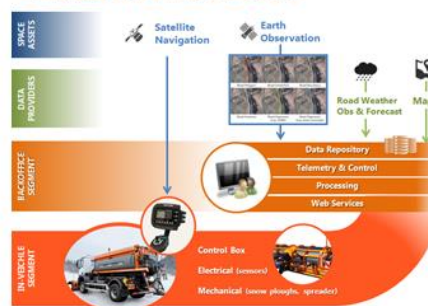 SPACE
ASSETS
Satellite
Navigation
Earth
Observation
DATA
PROVIDERS
Road Weather
Obs & Forecast
BACKOFFICE
SEGMENT
Data Repository
Telemetry & Control
Processing
Web Services
IN-VEICHLE
SEGMENT
Control Box
Electrical (sensors)
Mechanical (snow ploughs, spreader)